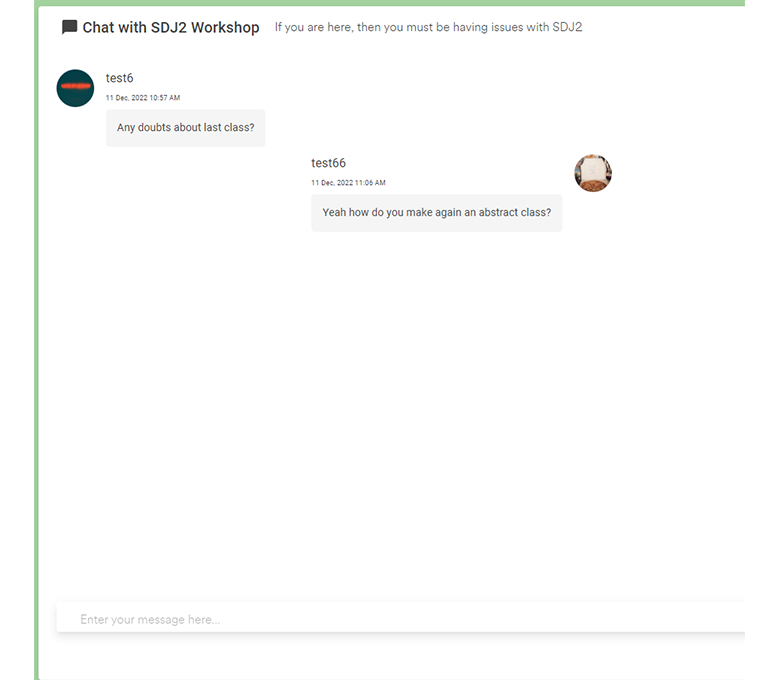 Chat with SDJ2 Workshop If you are here, then you must be having issues with SDJ2
test6
11 Dec, 2022 10:57 AM
Any doubts about last class?
test66
11 Dec, 2022 11:06 AM
Yeah how do you make again an abstract class?
Enter your message here...